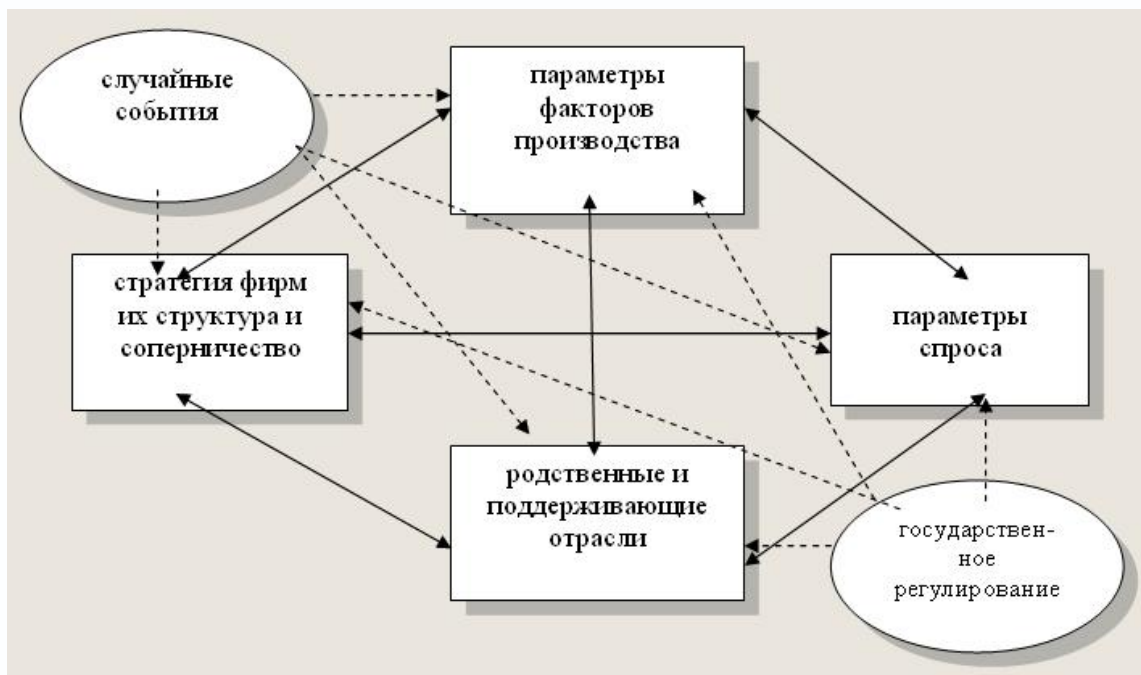 случайные
события
параметры
факторов
производства
стратегия фирм
их структура и
соперничество
параметры
спроса
родственные и
поддерживающие
отрасли
государствен-
ное
регулирование